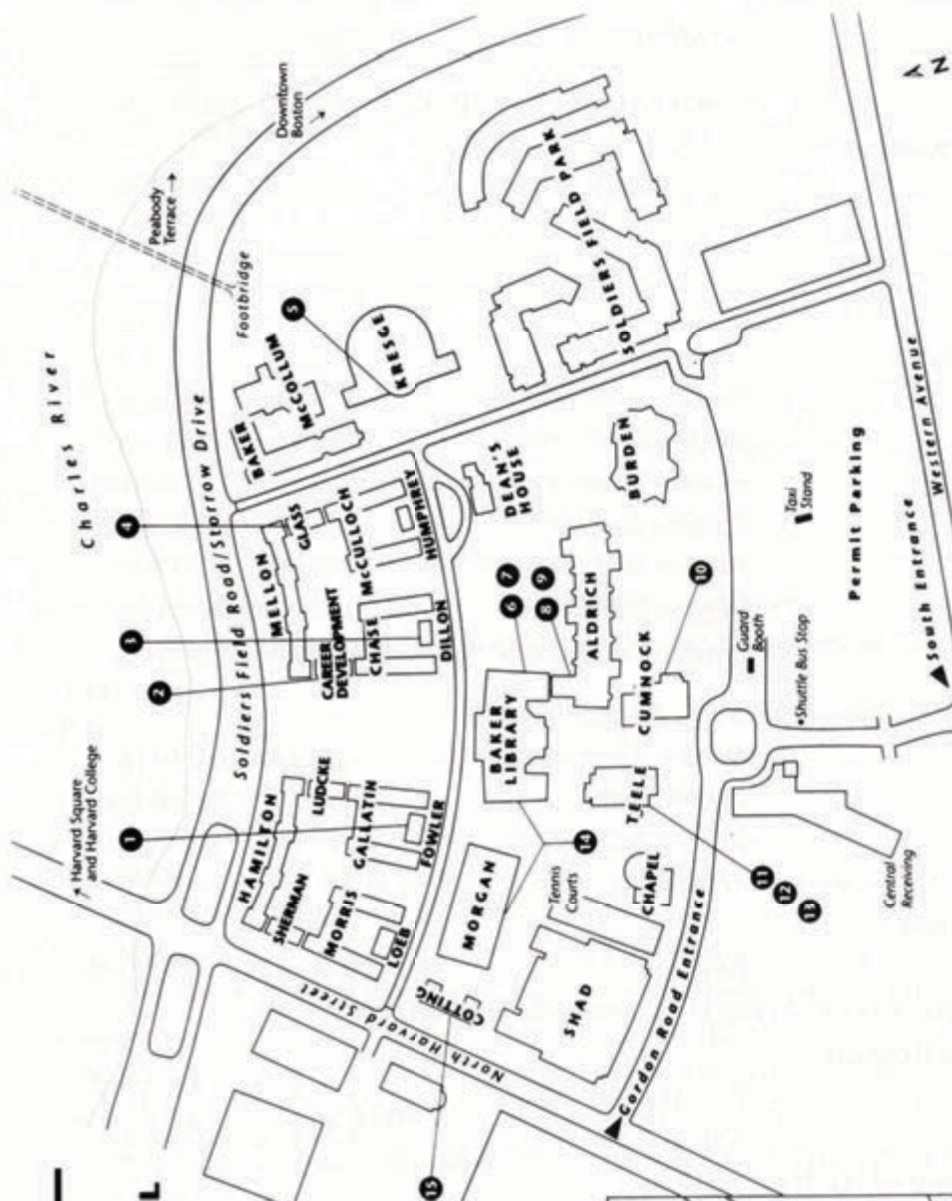 Charles River
Harvard Square
and Harvard College
Peabody
Terrace
Downtown
Boston
Footbridge
Soldiers Field Road/Storrow Drive
1
2
3
4
5
HAMILTON
SHERMAN
LUDCKE
MORRIS
GALLATIN
LOEB
FOWLER
MELLON
GLASS
CAREER
DEVELOPMENT
CHASE
McCULLOCH
DILLON
HUMPHREY
BAKER
McCOLLUM
KRESGE
SOLDIERS FIELD PARK
DEAN'S
HOUSE
BURDEN
6
7
8
9
BAKER
LIBRARY
ALDRICH
CUMNOCK
10
TEELE
11
12
13
14
MORGAN
Tennis
Courts
CHAPEL
COTTING
15
SHAD
North Harvard Street
Gordon Road Entrance
Central
Receiving
Guard
Booth
Shuttle Bus Stop
Taxi
Stand
Permit Parking
South Entrance
Western Avenue
N
L